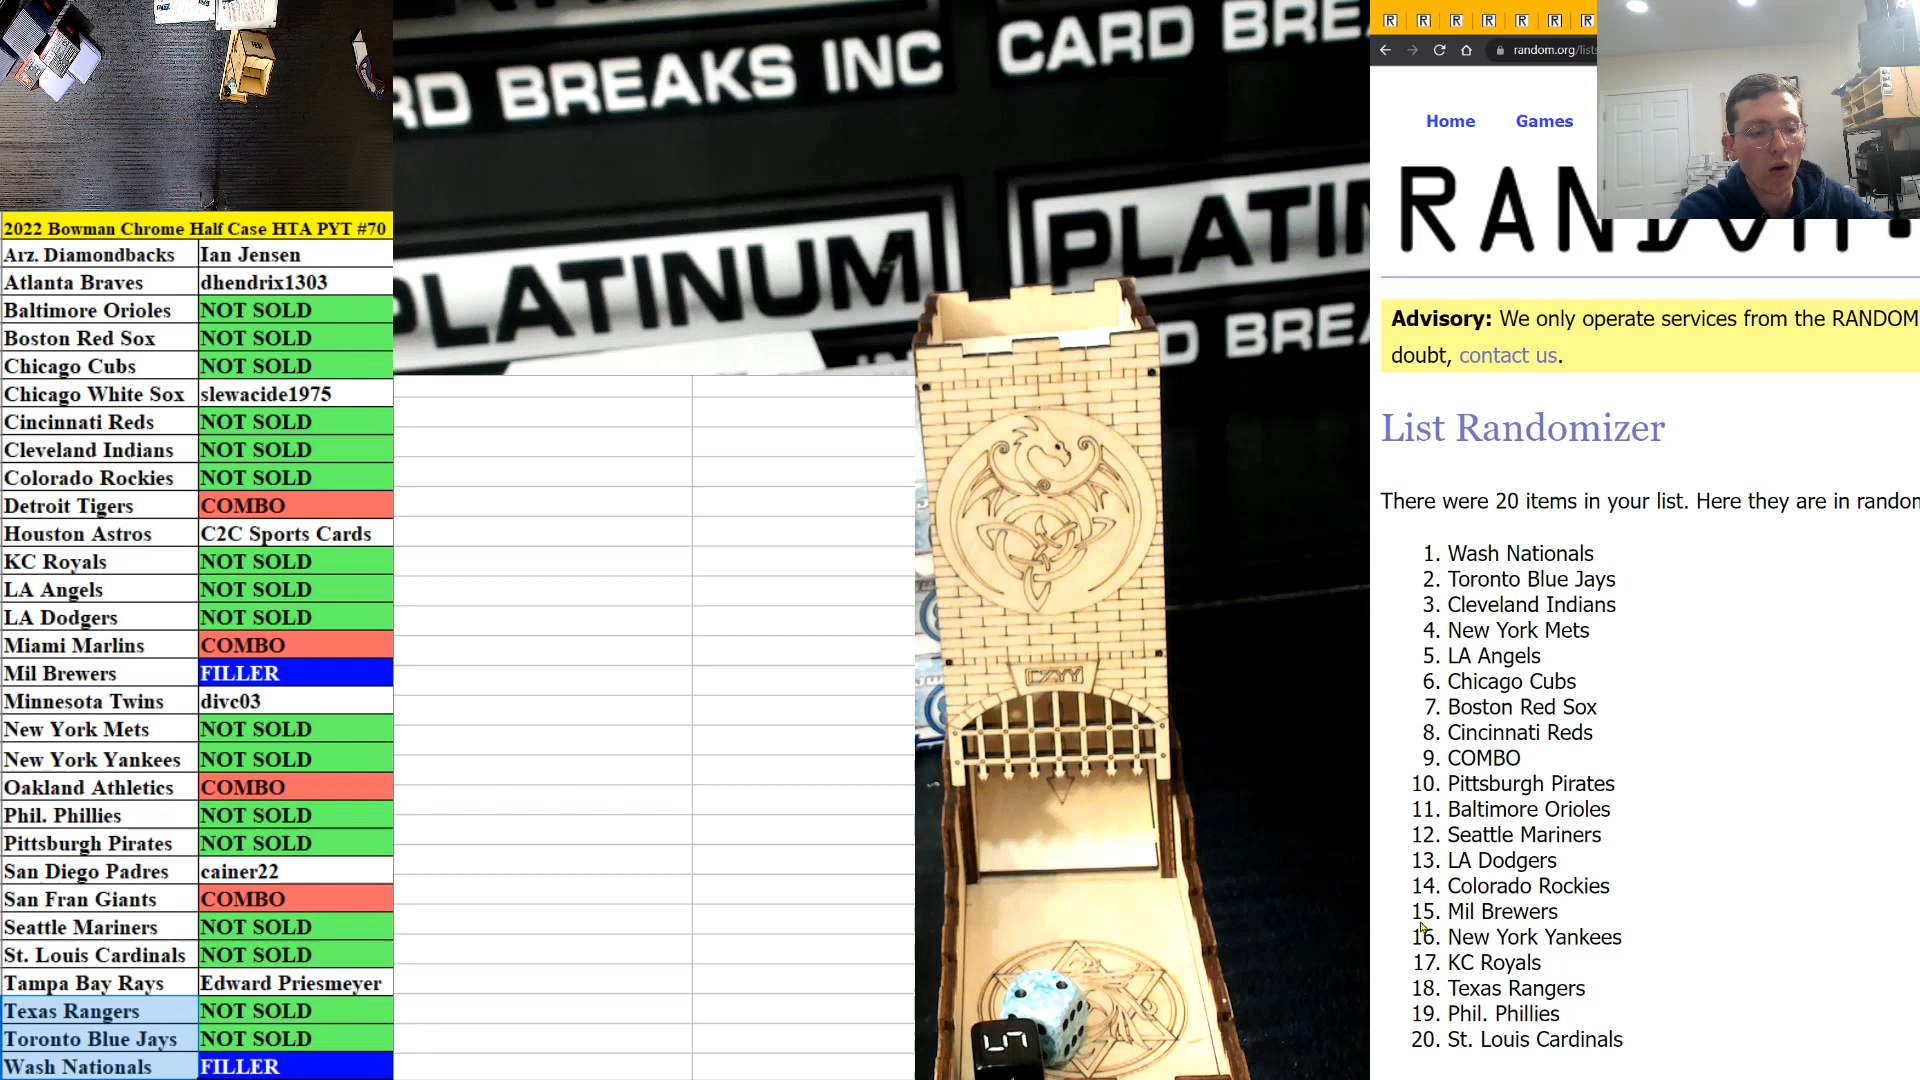 CARD BRE
RD BREAKS INC
PLATINUM
PLATI
D BREA
2022 Bowman Chrome Half Case HTA PYT #70
Arz. Diamondbacks Ian Jensen
Atlanta Braves dhendrix1303
Baltimore Orioles NOT SOLD
Boston Red Sox NOT SOLD
Chicago Cubs NOT SOLD
Chicago White Sox slewacide1975
Cincinnati Reds NOT SOLD
Cleveland Indians NOT SOLD
Colorado Rockies NOT SOLD
Detroit Tigers COMBO
Houston Astros C2C Sports Cards
KC Royals NOT SOLD
LA Angels NOT SOLD
LA Dodgers NOT SOLD
Miami Marlins COMBO
Mil Brewers FILLER
Minnesota Twins divc03
New York Mets NOT SOLD
New York Yankees NOT SOLD
Oakland Athletics COMBO
Phil. Phillies NOT SOLD
Pittsburgh Pirates NOT SOLD
San Diego Padres cainer22
San Fran Giants COMBO
Seattle Mariners NOT SOLD
St. Louis Cardinals NOT SOLD
Tampa Bay Rays Edward Priesmeyer
Texas Rangers NOT SOLD
Toronto Blue Jays NOT SOLD
Wash Nationals FILLER
CZYY
5
R R R R R R R
random.org/lists
Home Games
RANDOM.
Advisory: We only operate services from the RANDOM
doubt, contact us.
List Randomizer
There were 20 items in your list. Here they are in random
1. Wash Nationals
2. Toronto Blue Jays
3. Cleveland Indians
4. New York Mets
5. LA Angels
6. Chicago Cubs
7. Boston Red Sox
8. Cincinnati Reds
9. COMBO
10. Pittsburgh Pirates
11. Baltimore Orioles
12. Seattle Mariners
13. LA Dodgers
14. Colorado Rockies
15. Mil Brewers
16. New York Yankees
17. KC Royals
18. Texas Rangers
19. Phil. Phillies
20. St. Louis Cardinals